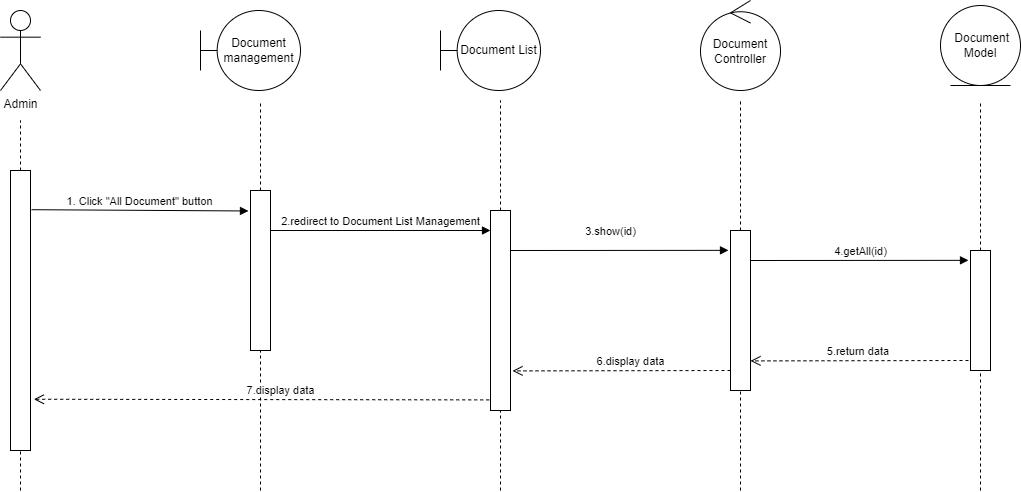 Admin
Document
management
Document List
Document
Controller
Document
Model
1. Click "All Document" button
2.redirect to Document List Management
3.show(id)
4.getAll(id)
5.return data
6.display data
7.display data